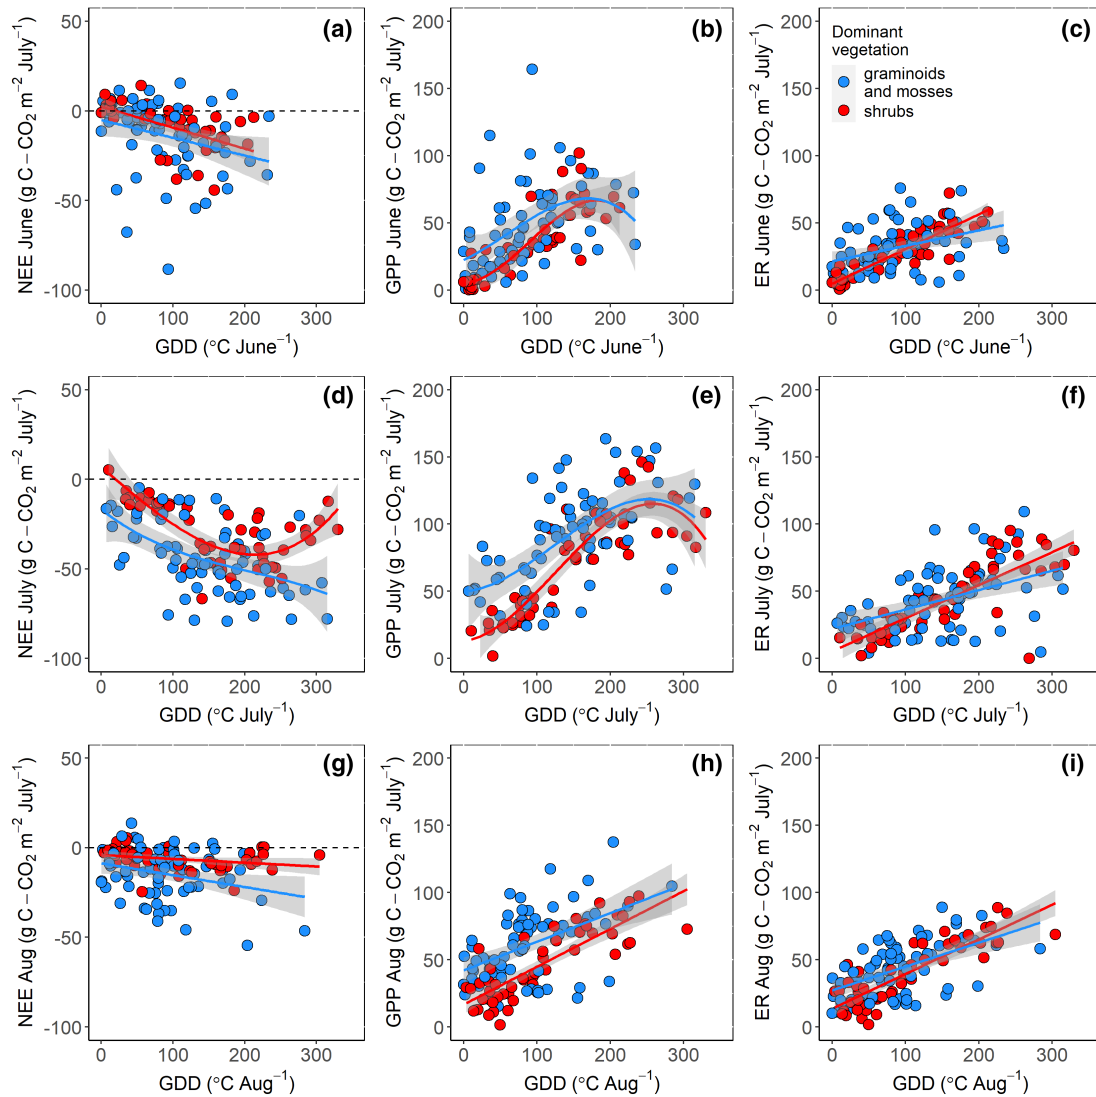 (a)
NEE June (g C − CO₂ m⁻² July⁻¹)
50
0
-50
-100
0 100 200 300
GDD (°C June⁻¹)
(b)
GPP June (g C − CO₂ m⁻² July⁻¹)
200
150
100
50
0
0 100 200 300
GDD (°C June⁻¹)
(c)
Dominant
vegetation
graminoids
and mosses
shrubs
ER June (g C − CO₂ m⁻² July⁻¹)
200
150
100
50
0
0 100 200 300
GDD (°C June⁻¹)
(d)
NEE July (g C − CO₂ m⁻² July⁻¹)
50
0
-50
-100
0 100 200 300
GDD (°C July⁻¹)
(e)
GPP July (g C − CO₂ m⁻² July⁻¹)
200
150
100
50
0
0 100 200 300
GDD (°C July⁻¹)
(f)
ER July (g C − CO₂ m⁻² July⁻¹)
200
150
100
50
0
0 100 200 300
GDD (°C July⁻¹)
(g)
NEE Aug (g C − CO₂ m⁻² July⁻¹)
50
0
-50
-100
0 100 200 300
GDD (°C Aug⁻¹)
(h)
GPP Aug (g C − CO₂ m⁻² July⁻¹)
200
150
100
50
0
0 100 200 300
GDD (°C Aug⁻¹)
(i)
ER Aug (g C − CO₂ m⁻² July⁻¹)
200
150
100
50
0
0 100 200 300
GDD (°C Aug⁻¹)